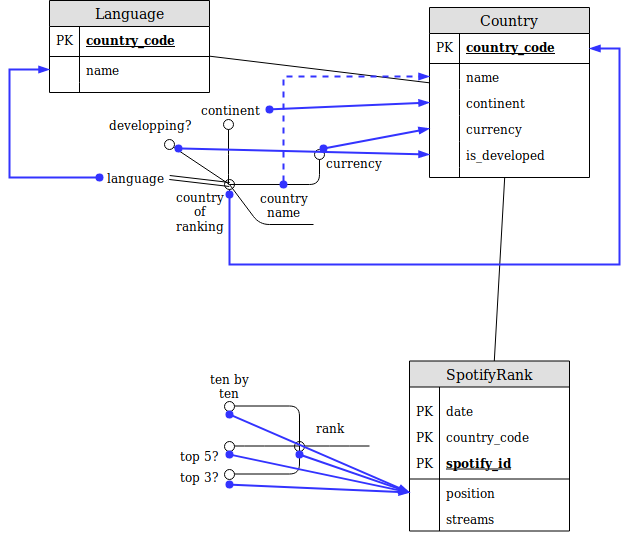 Language
PK country_code
name
Country
PK country_code
name
continent
currency
is_developed
continent
developping?
currency
language
country
of
ranking
country
name
SpotifyRank
PK date
PK country_code
PK spotify_id
position
streams
ten by
ten
rank
top 5?
top 3?